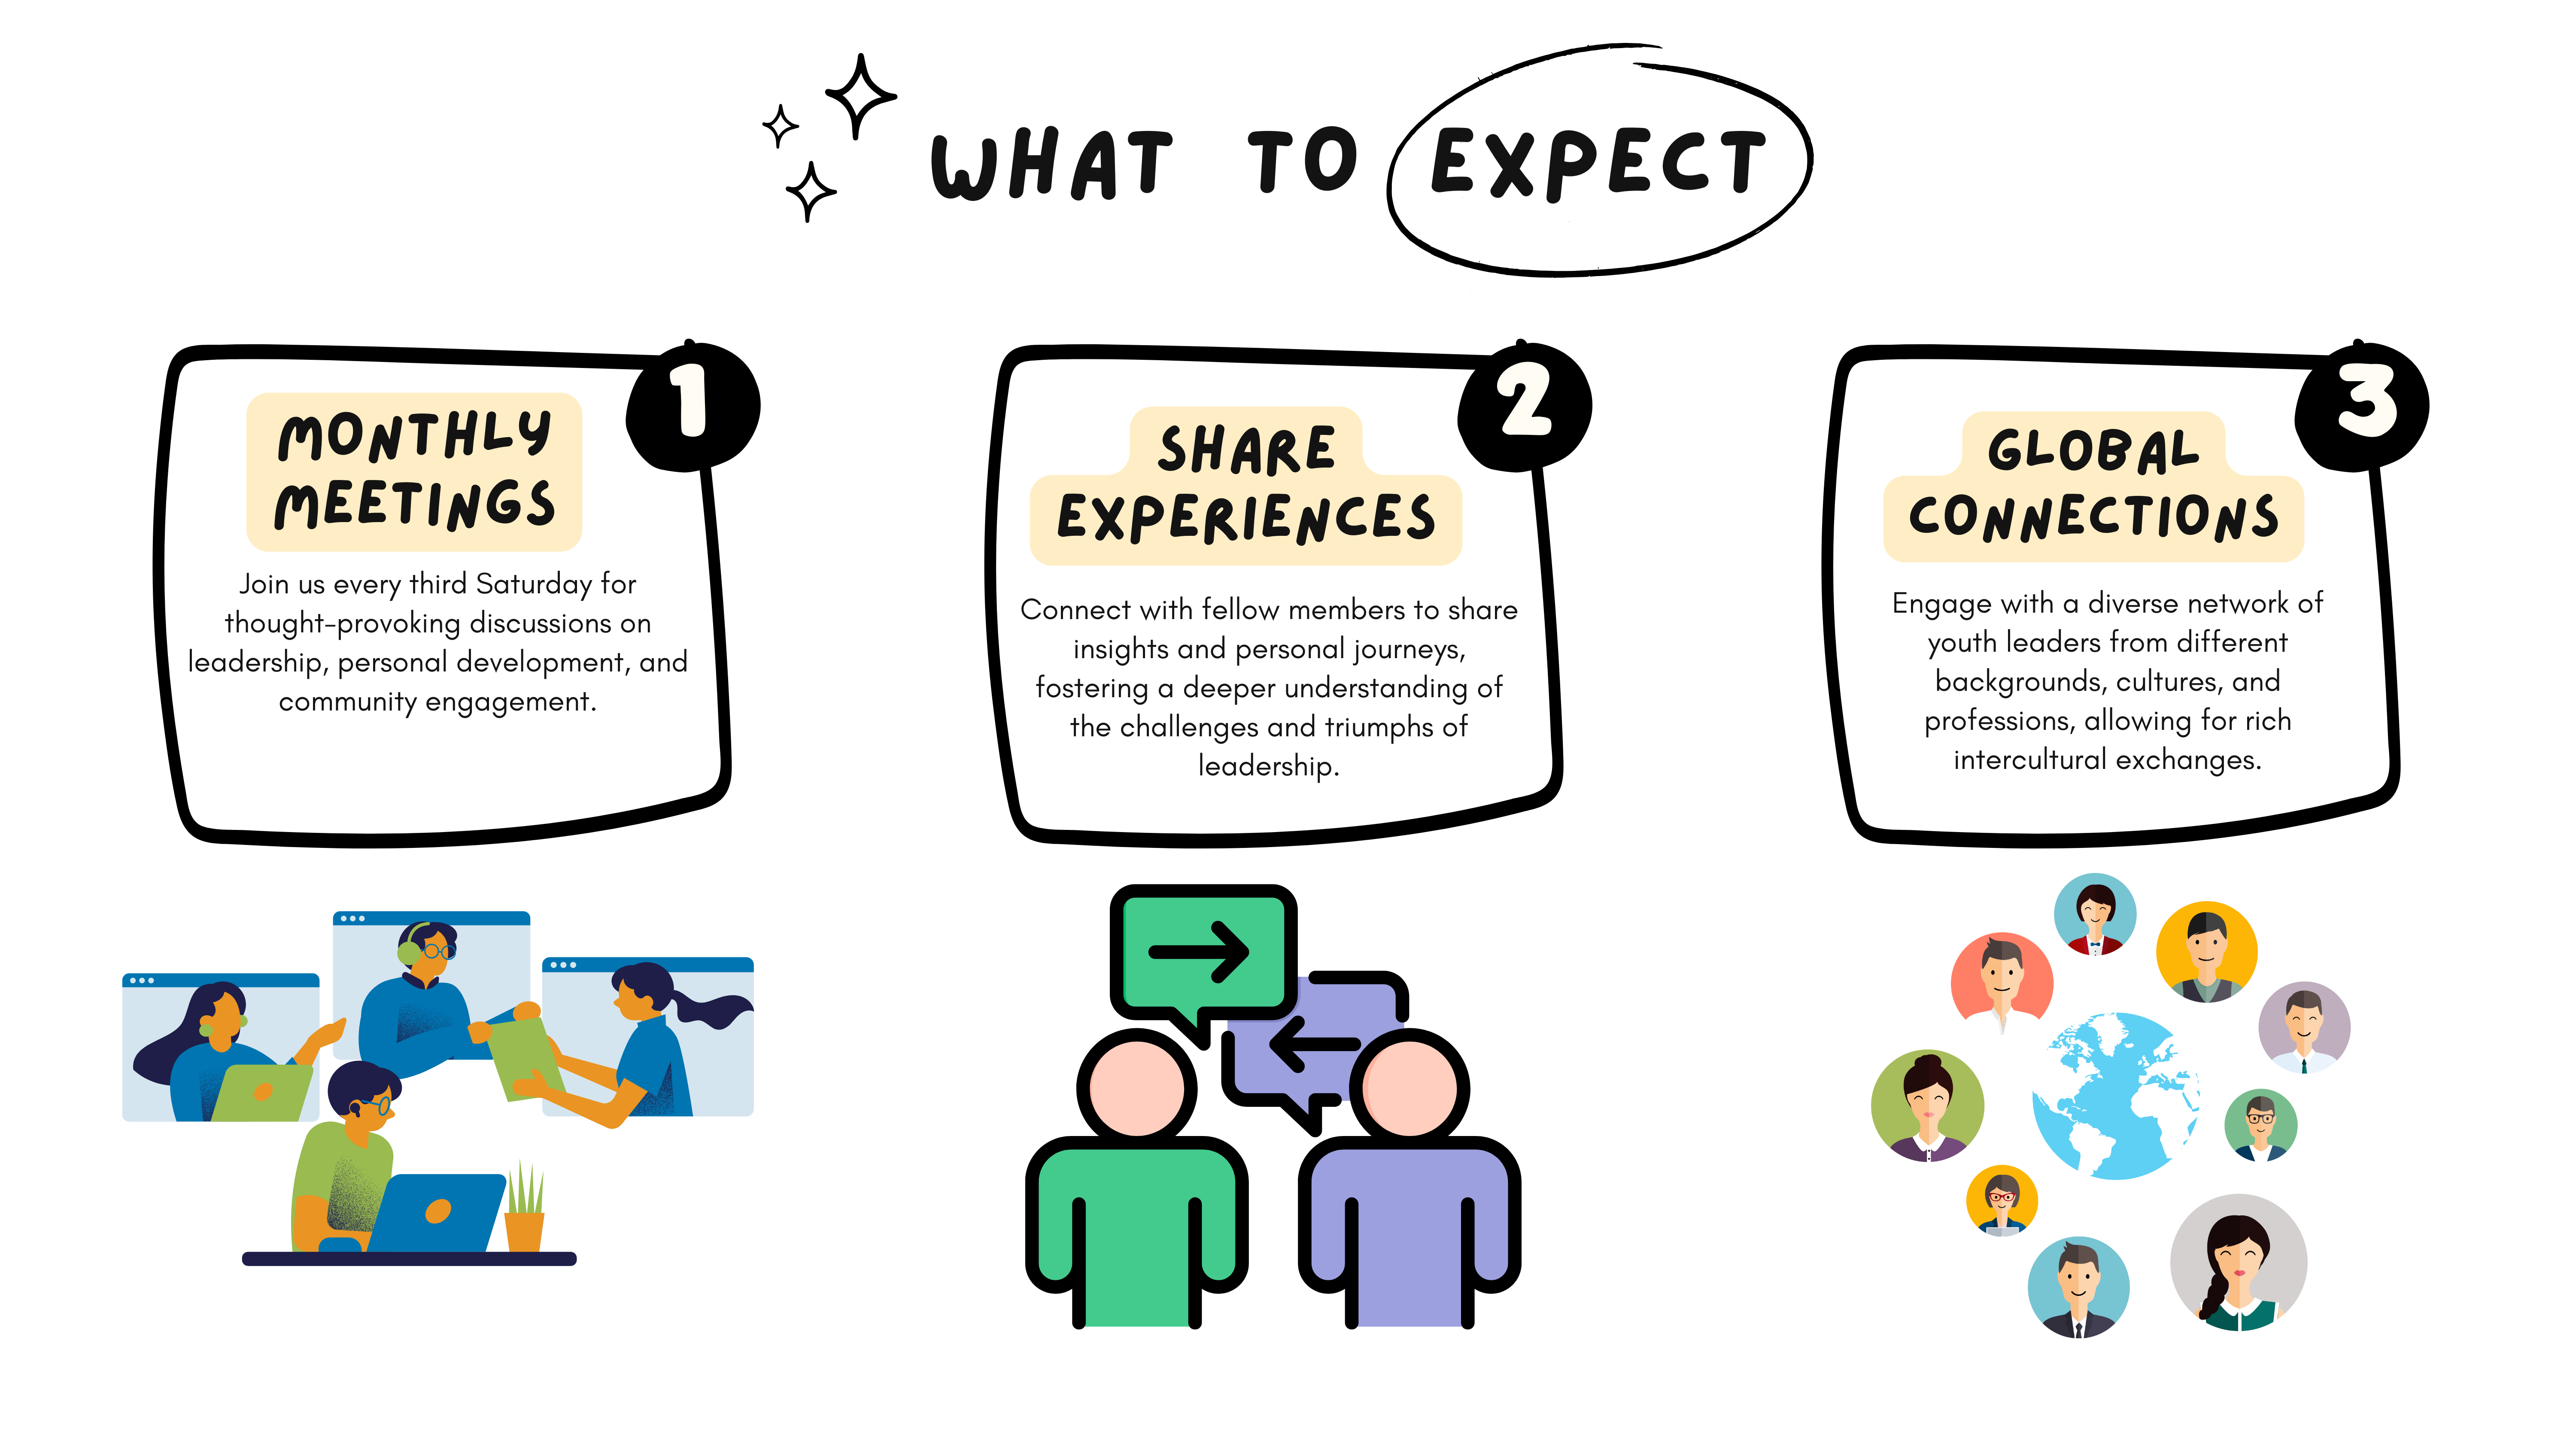 WHAT TO EXPECT
1
MONTHLY
MEETINGS
Join us every third Saturday for
thought-provoking discussions on
leadership, personal development, and
community engagement.
2
SHARE
EXPERIENCES
Connect with fellow members to share
insights and personal journeys,
fostering a deeper understanding of
the challenges and triumphs of
leadership.
3
GLOBAL
CONNECTIONS
Engage with a diverse network of
youth leaders from different
backgrounds, cultures, and
professions, allowing for rich
intercultural exchanges.